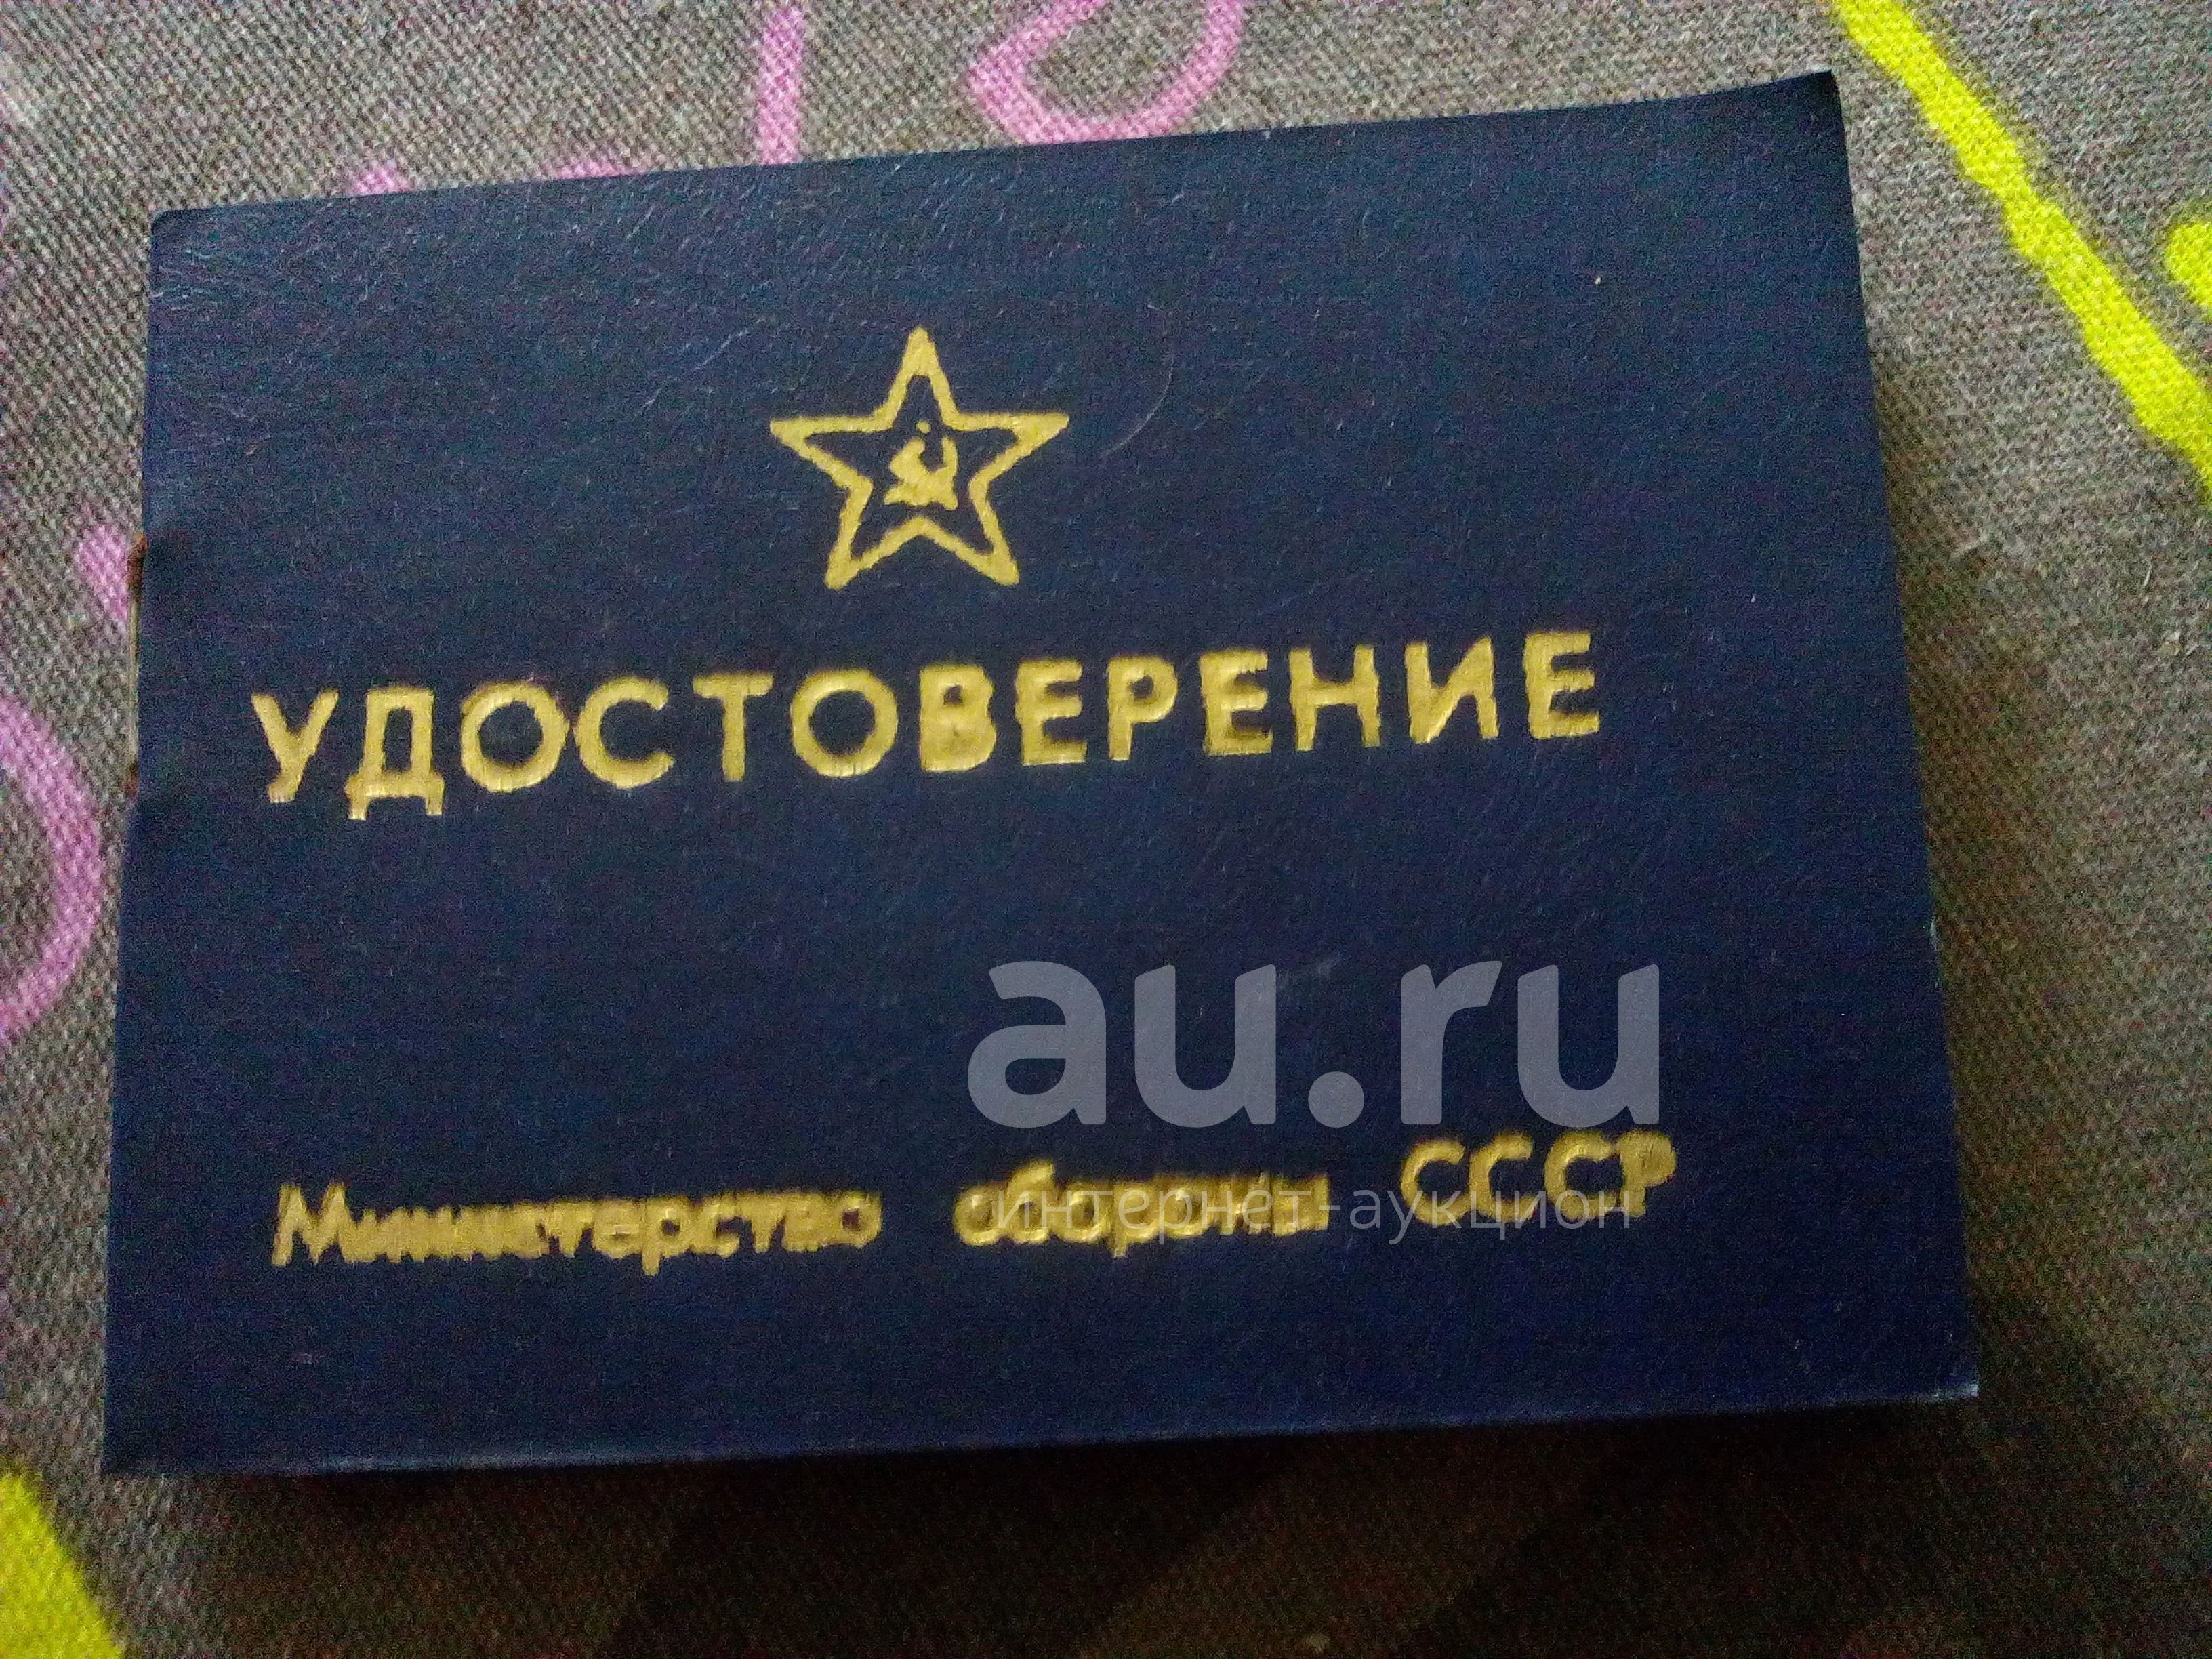 УДОСТОВЕРЕНИЕ
au.ru
Министерство обороны СССР
интернет-аукцион